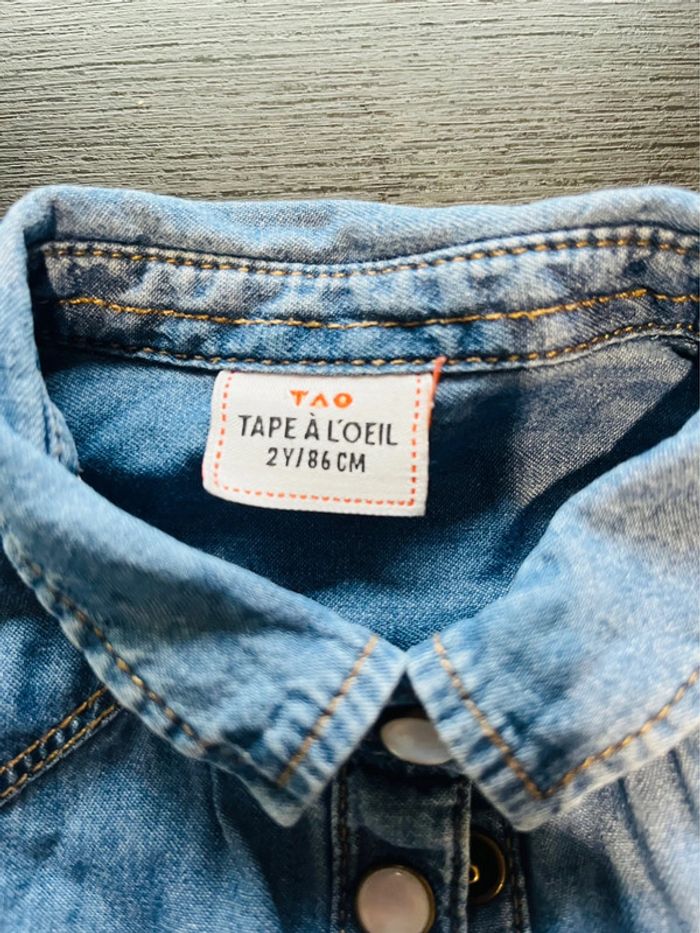 TAO
TAPE À L'OEIL
2Y/86CM